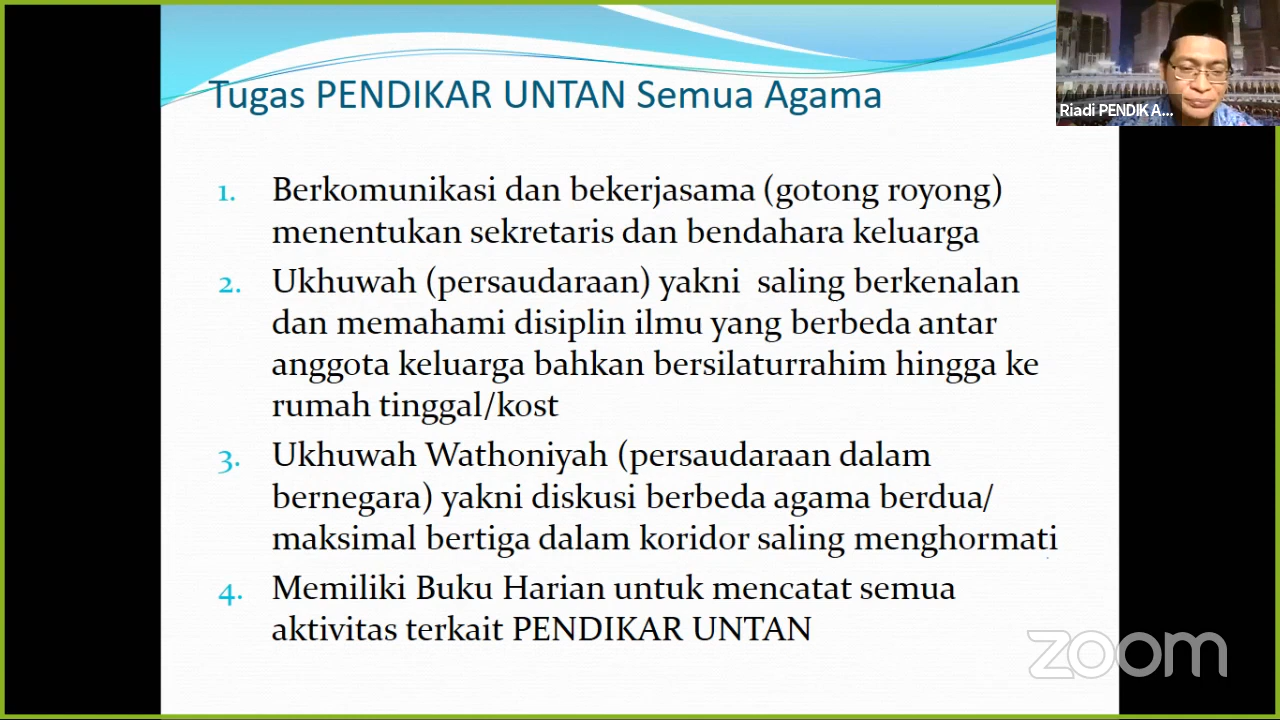 Tugas PENDIKAR UNTAN Semua Agama
Riadi PENDIK A...
1. Berkomunikasi dan bekerjasama (gotong royong)
menentukan sekretaris dan bendahara keluarga
2. Ukhuwah (persaudaraan) yakni saling berkenalan
dan memahami disiplin ilmu yang berbeda antar
anggota keluarga bahkan bersilaturrahim hingga ke
rumah tinggal/kost
3. Ukhuwah Wathoniyah (persaudaraan dalam
bernegara) yakni diskusi berbeda agama berdua/
maksimal bertiga dalam koridor saling menghormati
4. Memiliki Buku Harian untuk mencatat semua
aktivitas terkait PENDIKAR UNTAN
zoom